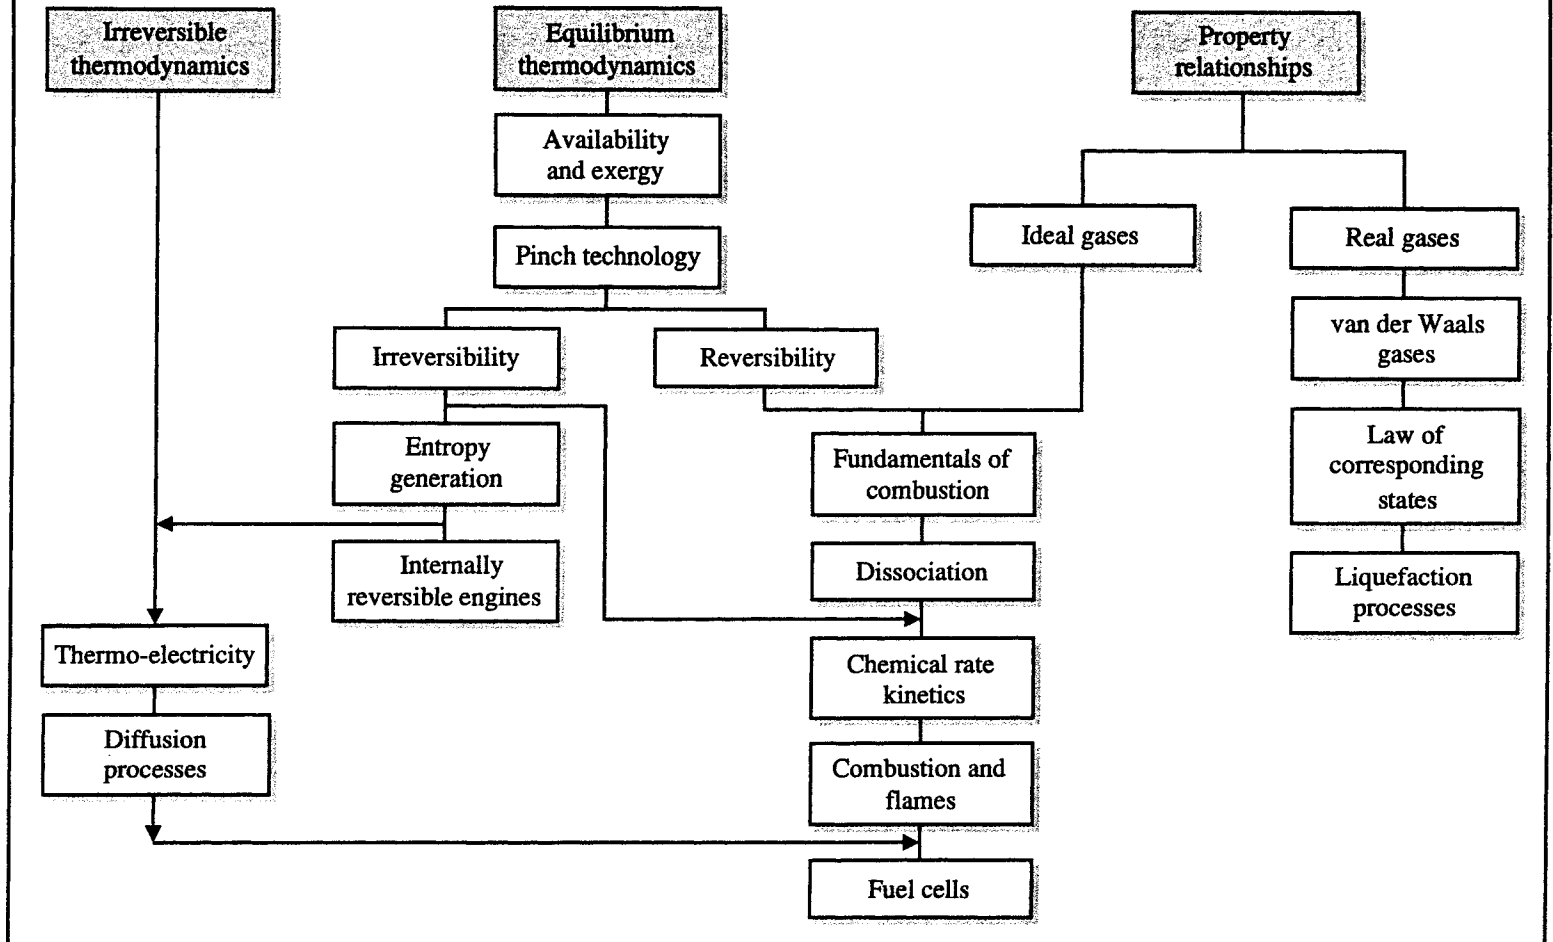 Irreversible
thermodynamics
Equilibrium
thermodynamics
Property
relationships
Availability
and exergy
Pinch technology
Ideal gases
Real gases
Irreversibility
Reversibility
van der Waals
gases
Entropy
generation
Fundamentals of
combustion
Law of
corresponding
states
Internally
reversible engines
Dissociation
Liquefaction
processes
Thermo-electricity
Chemical rate
kinetics
Diffusion
processes
Combustion and
flames
Fuel cells